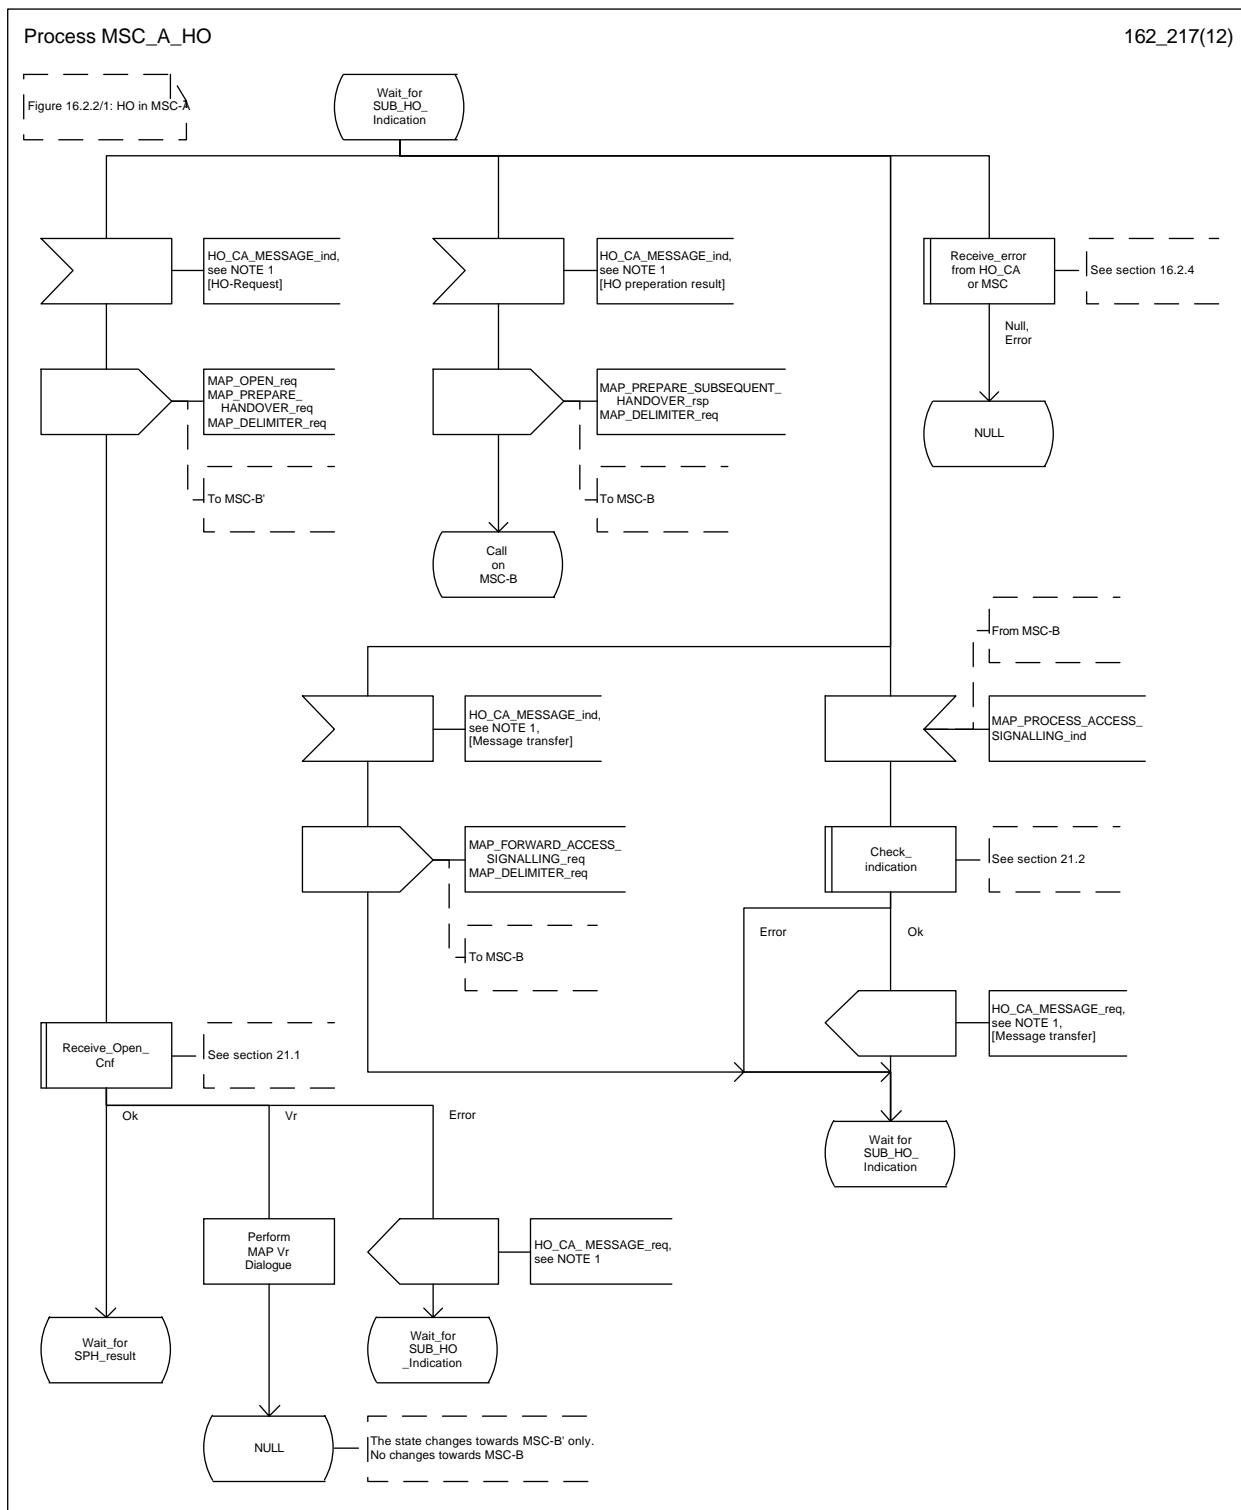 Process MSC_A_HO
162_217(12)
Figure 16.2.2/1: HO in MSC-A
Wait_for
SUB_HO_
Indication
HO_CA_MESSAGE_ind,
see NOTE 1
[HO-Request]
HO_CA_MESSAGE_ind,
see NOTE 1
[HO preperation result]
Receive_error
from HO_CA
or MSC
See section 16.2.4
Null,
Error
MAP_OPEN_req
MAP_PREPARE_
HANDOVER_req
MAP_DELIMITER_req
MAP_PREPARE_SUBSEQUENT_
HANDOVER_rsp
MAP_DELIMITER_req
NULL
To MSC-B'
To MSC-B
Call
on
MSC-B
From MSC-B
HO_CA_MESSAGE_ind,
see NOTE 1,
[Message transfer]
MAP_PROCESS_ACCESS_
SIGNALLING_ind
MAP_FORWARD_ACCESS_
SIGNALLING_req
MAP_DELIMITER_req
Check_
indication
See section 21.2
Error
Ok
To MSC-B
HO_CA_MESSAGE_req,
see NOTE 1,
[Message transfer]
Receive_Open_
Cnf
See section 21.1
Ok
Vr
Error
Wait for
SUB_HO_
Indication
Perform
MAP Vr
Dialogue
HO_CA_ MESSAGE_req,
see NOTE 1
Wait_for
SPH_result
Wait_for
SUB_HO
_Indication
NULL
The state changes towards MSC-B' only.
No changes towards MSC-B